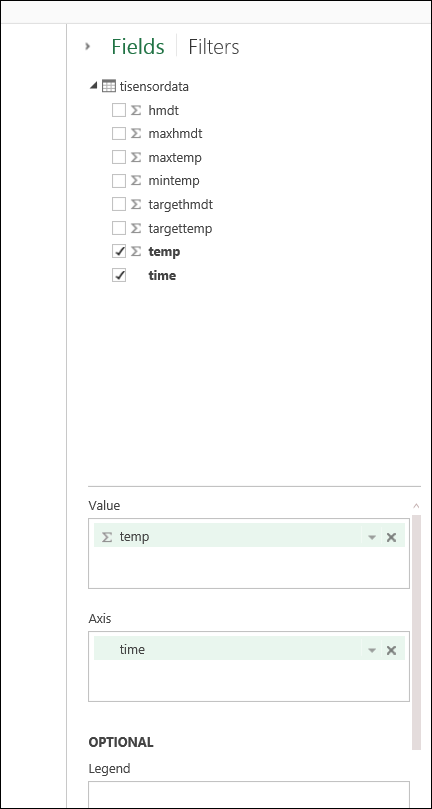 Fields Filters
tisensordata
Σ hmdt
Σ maxhmdt
Σ maxtemp
Σ mintemp
Σ targethmdt
Σ targettemp
Σ temp
time
Value
Σ temp
Axis
time
OPTIONAL
Legend